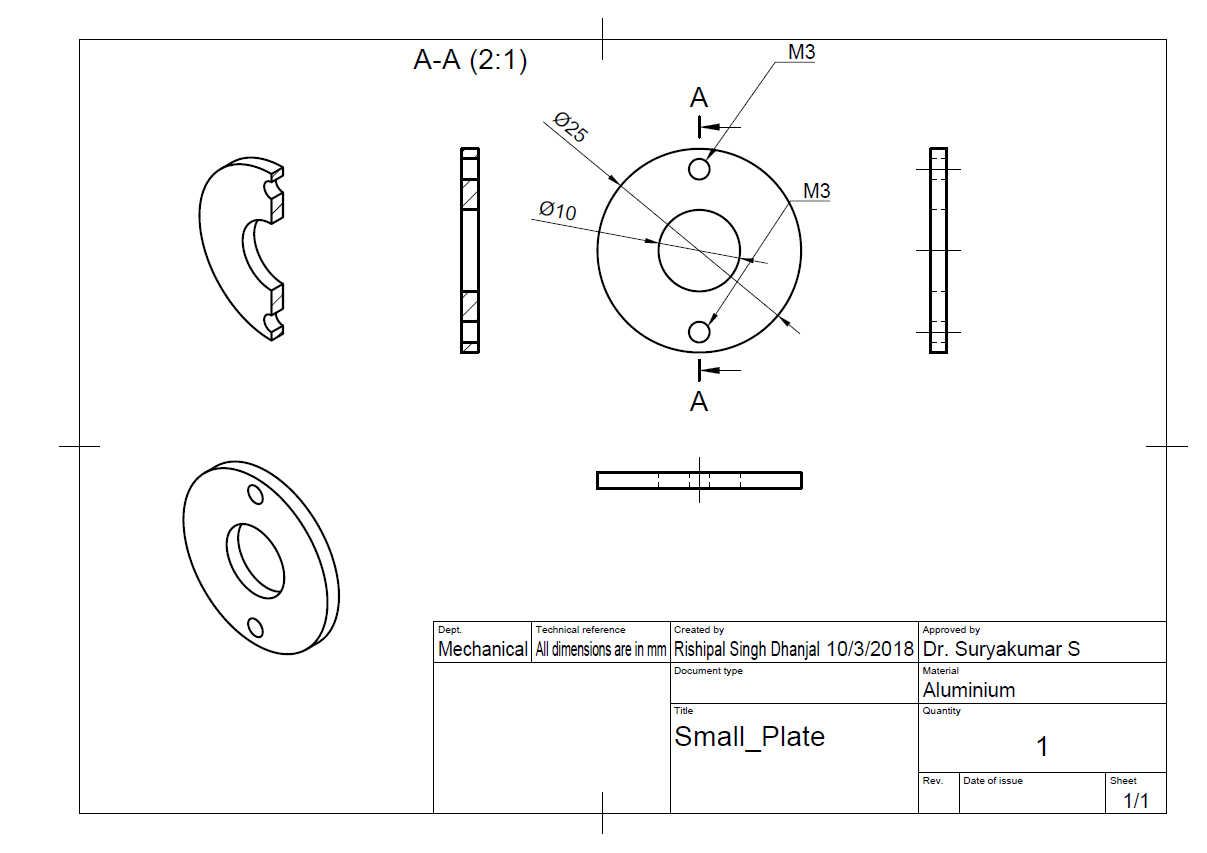 A-A (2:1)
M3
A
Ø25
M3
Ø10
A
Dept.
Mechanical
Technical reference
All dimensions are in mm
Created by
Rishipal Singh Dhanjal 10/3/2018
Approved by
Dr. Suryakumar S
Document type
Material
Aluminium
Title
Small_Plate
Quantity
1
Rev.
Date of issue
Sheet
1/1